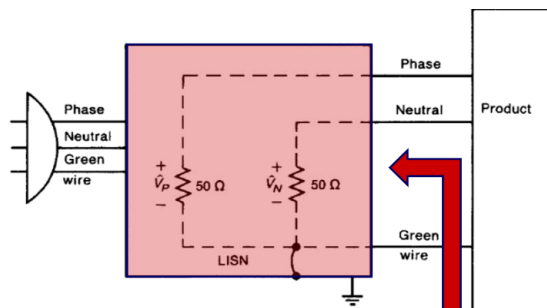 Phase
Neutral
Green
wire
+
V̂P
−
50 Ω
+
V̂N
−
50 Ω
LISN
Phase
Neutral
Green
wire
Product